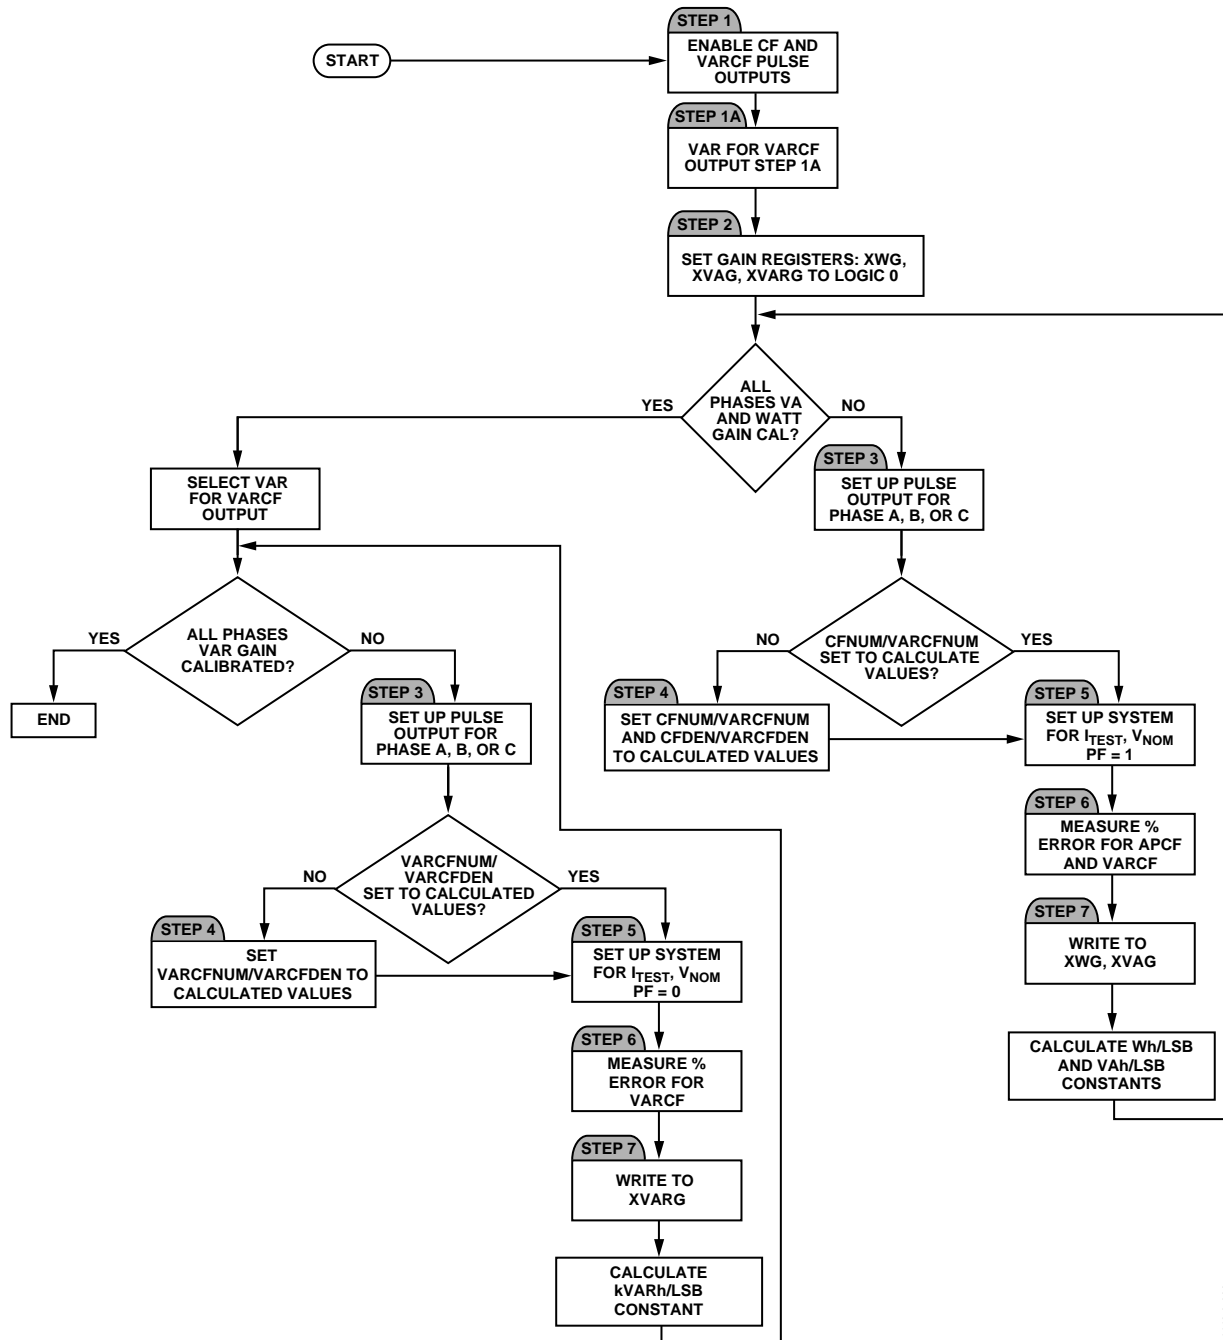 STEP 1
START
ENABLE CF AND
VARCF PULSE
OUTPUTS
STEP 1A
VAR FOR VARCF
OUTPUT STEP 1A
STEP 2
SET GAIN REGISTERS: XWG,
XVAG, XVARG TO LOGIC 0
ALL
PHASES VA
AND WATT
GAIN CAL?
YES
NO
SELECT VAR
FOR VARCF
OUTPUT
STEP 3
SET UP PULSE
OUTPUT FOR
PHASE A, B, OR C
ALL PHASES
VAR GAIN
CALIBRATED?
YES
NO
END
STEP 3
SET UP PULSE
OUTPUT FOR
PHASE A, B, OR C
CFNUM/VARCFNUM
SET TO CALCULATE
VALUES?
NO
YES
STEP 4
SET CFNUM/VARCFNUM
AND CFDEN/VARCFDEN
TO CALCULATED VALUES
STEP 5
SET UP SYSTEM
FOR ITEST, VNOM
PF = 1
STEP 6
MEASURE %
ERROR FOR APCF
AND VARCF
STEP 7
WRITE TO
XWG, XVAG
CALCULATE Wh/LSB
AND VAh/LSB
CONSTANTS
VARCFNUM/
VARCFDEN
SET TO CALCULATED
VALUES?
NO
YES
STEP 4
SET
VARCFNUM/VARCFDEN TO
CALCULATED VALUES
STEP 5
SET UP SYSTEM
FOR ITEST, VNOM
PF = 0
STEP 6
MEASURE %
ERROR FOR
VARCF
STEP 7
WRITE TO
XVARG
CALCULATE
kVARh/LSB
CONSTANT